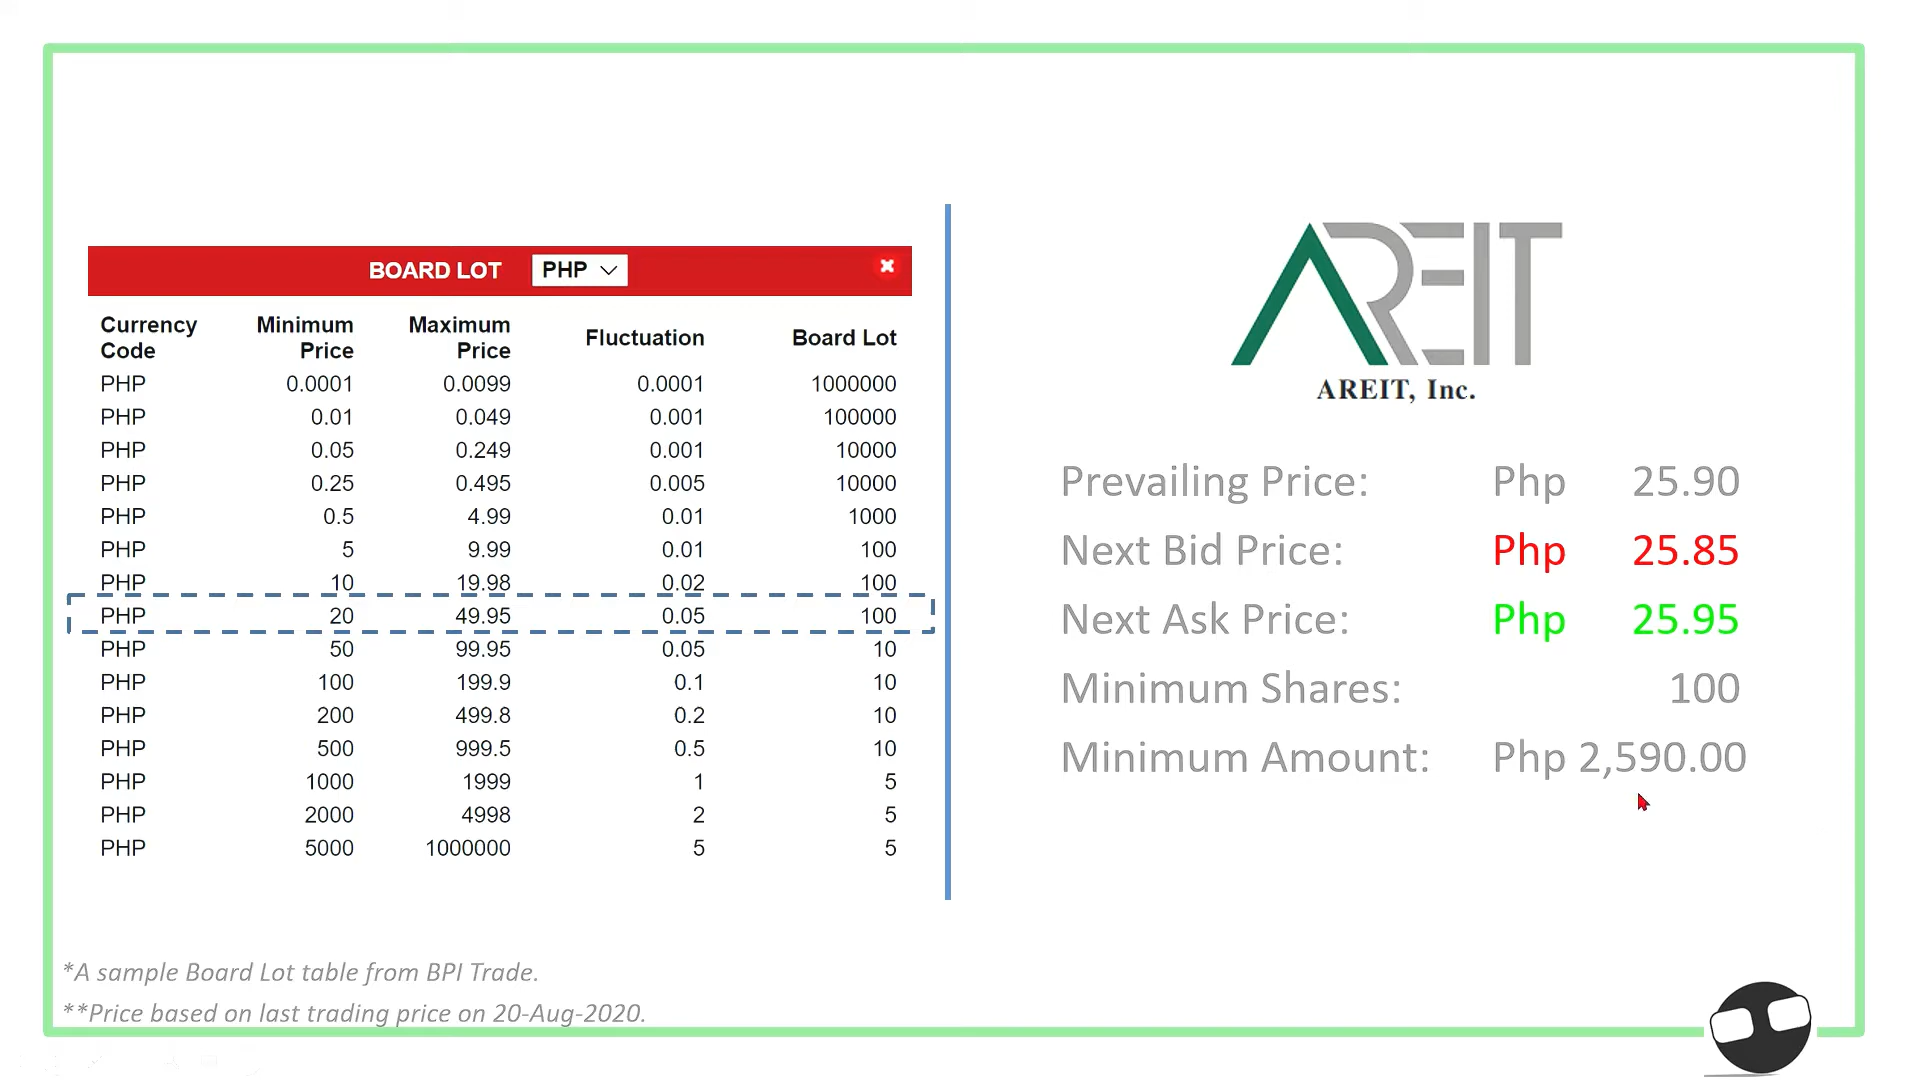 BOARD LOT PHP
Currency Code Minimum Price Maximum Price Fluctuation Board Lot
PHP 0.0001 0.0099 0.0001 1000000
PHP 0.01 0.049 0.001 100000
PHP 0.05 0.249 0.001 10000
PHP 0.25 0.495 0.005 10000
PHP 0.5 4.99 0.01 1000
PHP 5 9.99 0.01 100
PHP 10 19.98 0.02 100
PHP 20 49.95 0.05 100
PHP 50 99.95 0.05 10
PHP 100 199.9 0.1 10
PHP 200 499.8 0.2 10
PHP 500 999.5 0.5 10
PHP 1000 1999 1 5
PHP 2000 4998 2 5
PHP 5000 1000000 5 5
AREIT
AREIT, Inc.
Prevailing Price: Php 25.90
Next Bid Price: Php 25.85
Next Ask Price: Php 25.95
Minimum Shares: 100
Minimum Amount: Php 2,590.00
*A sample Board Lot table from BPI Trade.
**Price based on last trading price on 20-Aug-2020.